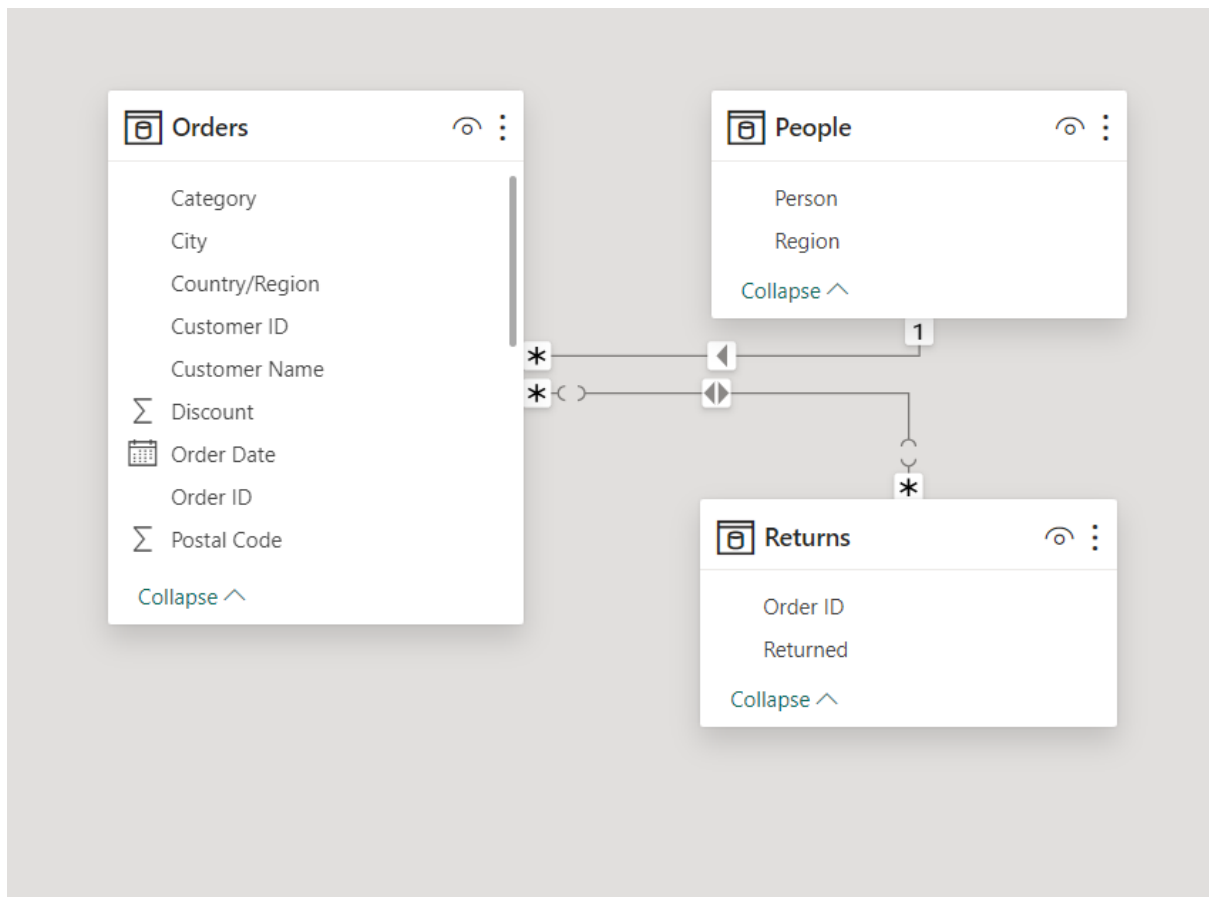 Orders
Category
City
Country/Region
Customer ID
Customer Name
∑ Discount
Order Date
Order ID
∑ Postal Code
Collapse
People
Person
Region
Collapse
1
*
*
*
Returns
Order ID
Returned
Collapse